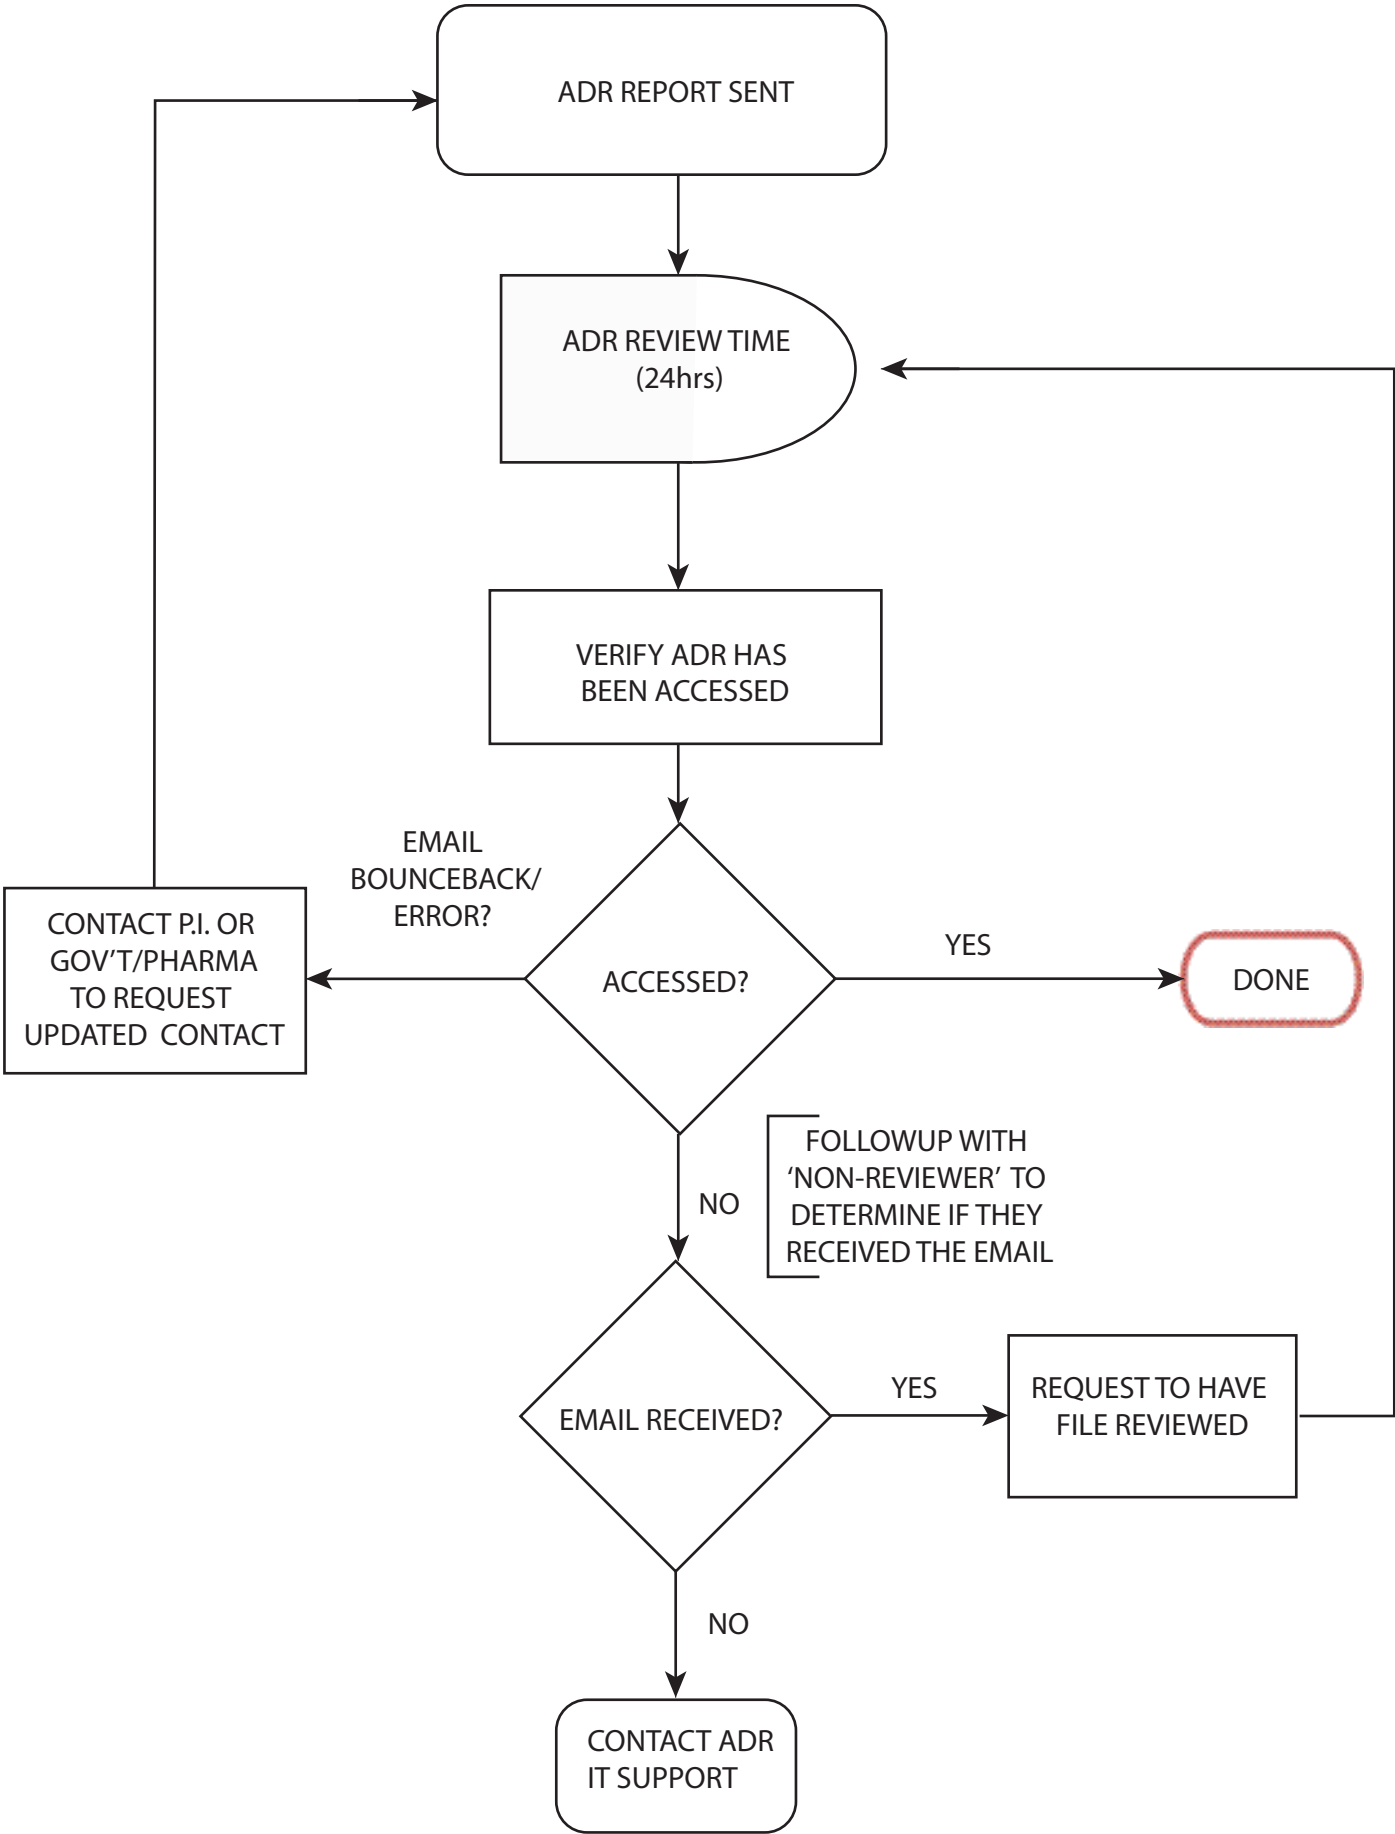 ADR REPORT SENT
ADR REVIEW TIME
(24hrs)
VERIFY ADR HAS
BEEN ACCESSED
EMAIL
BOUNCEBACK/
ERROR?
CONTACT P.I. OR
GOV'T/PHARMA
TO REQUEST
UPDATED CONTACT
ACCESSED?
YES
DONE
NO
FOLLOWUP WITH
‘NON-REVIEWER’ TO
DETERMINE IF THEY
RECEIVED THE EMAIL
EMAIL RECEIVED?
YES
REQUEST TO HAVE
FILE REVIEWED
NO
CONTACT ADR
IT SUPPORT